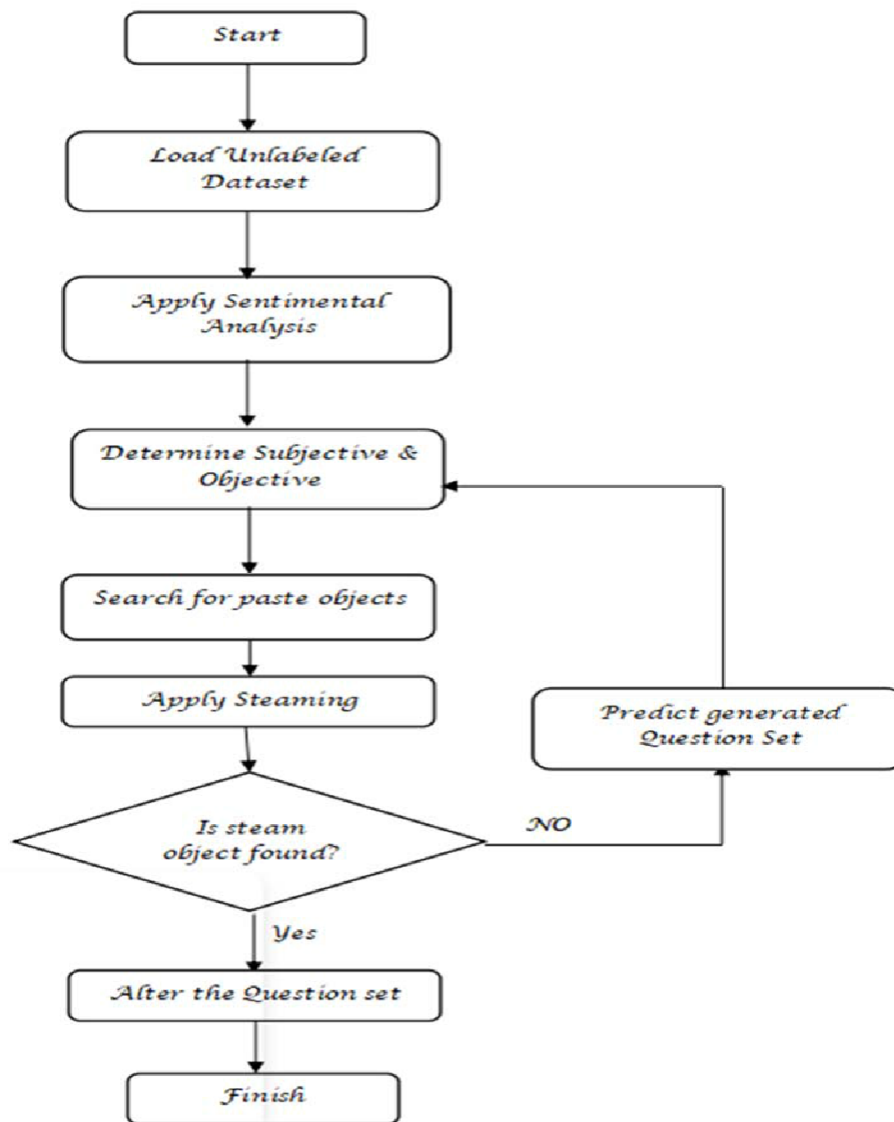 Start
Load Unlabeled
Dataset
Apply Sentimental
Analysis
Determine Subjective &
Objective
Search for paste objects
Apply Steaming
Predict generated
Question Set
Is steam
object found?
NO
Yes
Alter the Question set
Finish